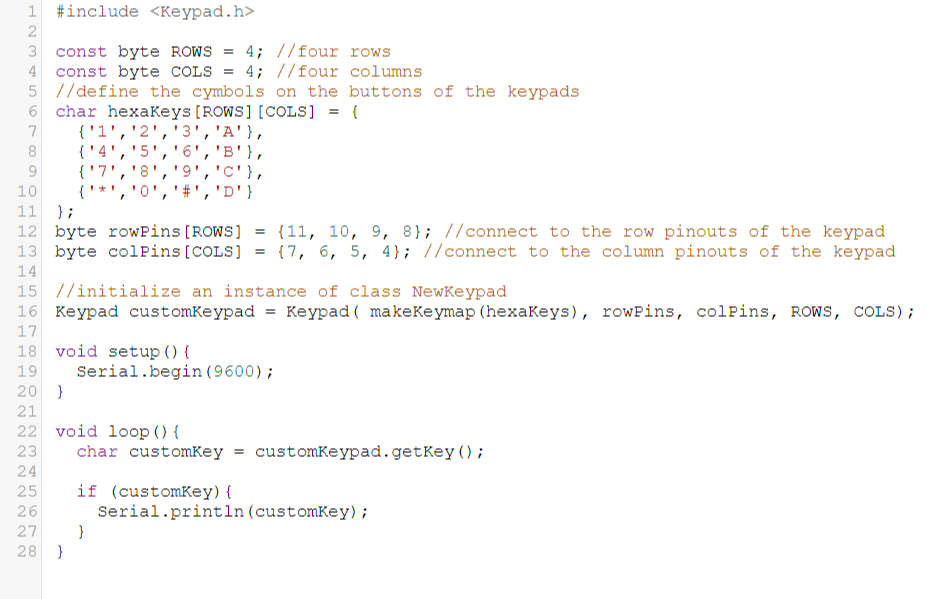 1 #include <Keypad.h>
2
3 const byte ROWS = 4; //four rows
4 const byte COLS = 4; //four columns
5 //define the cymbols on the buttons of the keypads
6 char hexaKeys[ROWS][COLS] = {
7   {'1','2','3','A'},
8   {'4','5','6','B'},
9   {'7','8','9','C'},
10   {'*','0','#','D'}
11 };
12 byte rowPins[ROWS] = {11, 10, 9, 8}; //connect to the row pinouts of the keypad
13 byte colPins[COLS] = {7, 6, 5, 4}; //connect to the column pinouts of the keypad
14
15 //initialize an instance of class NewKeypad
16 Keypad customKeypad = Keypad( makeKeymap(hexaKeys), rowPins, colPins, ROWS, COLS);
17
18 void setup(){
19   Serial.begin(9600);
20 }
21
22 void loop(){
23   char customKey = customKeypad.getKey();
24
25   if (customKey){
26     Serial.println(customKey);
27   }
28 }